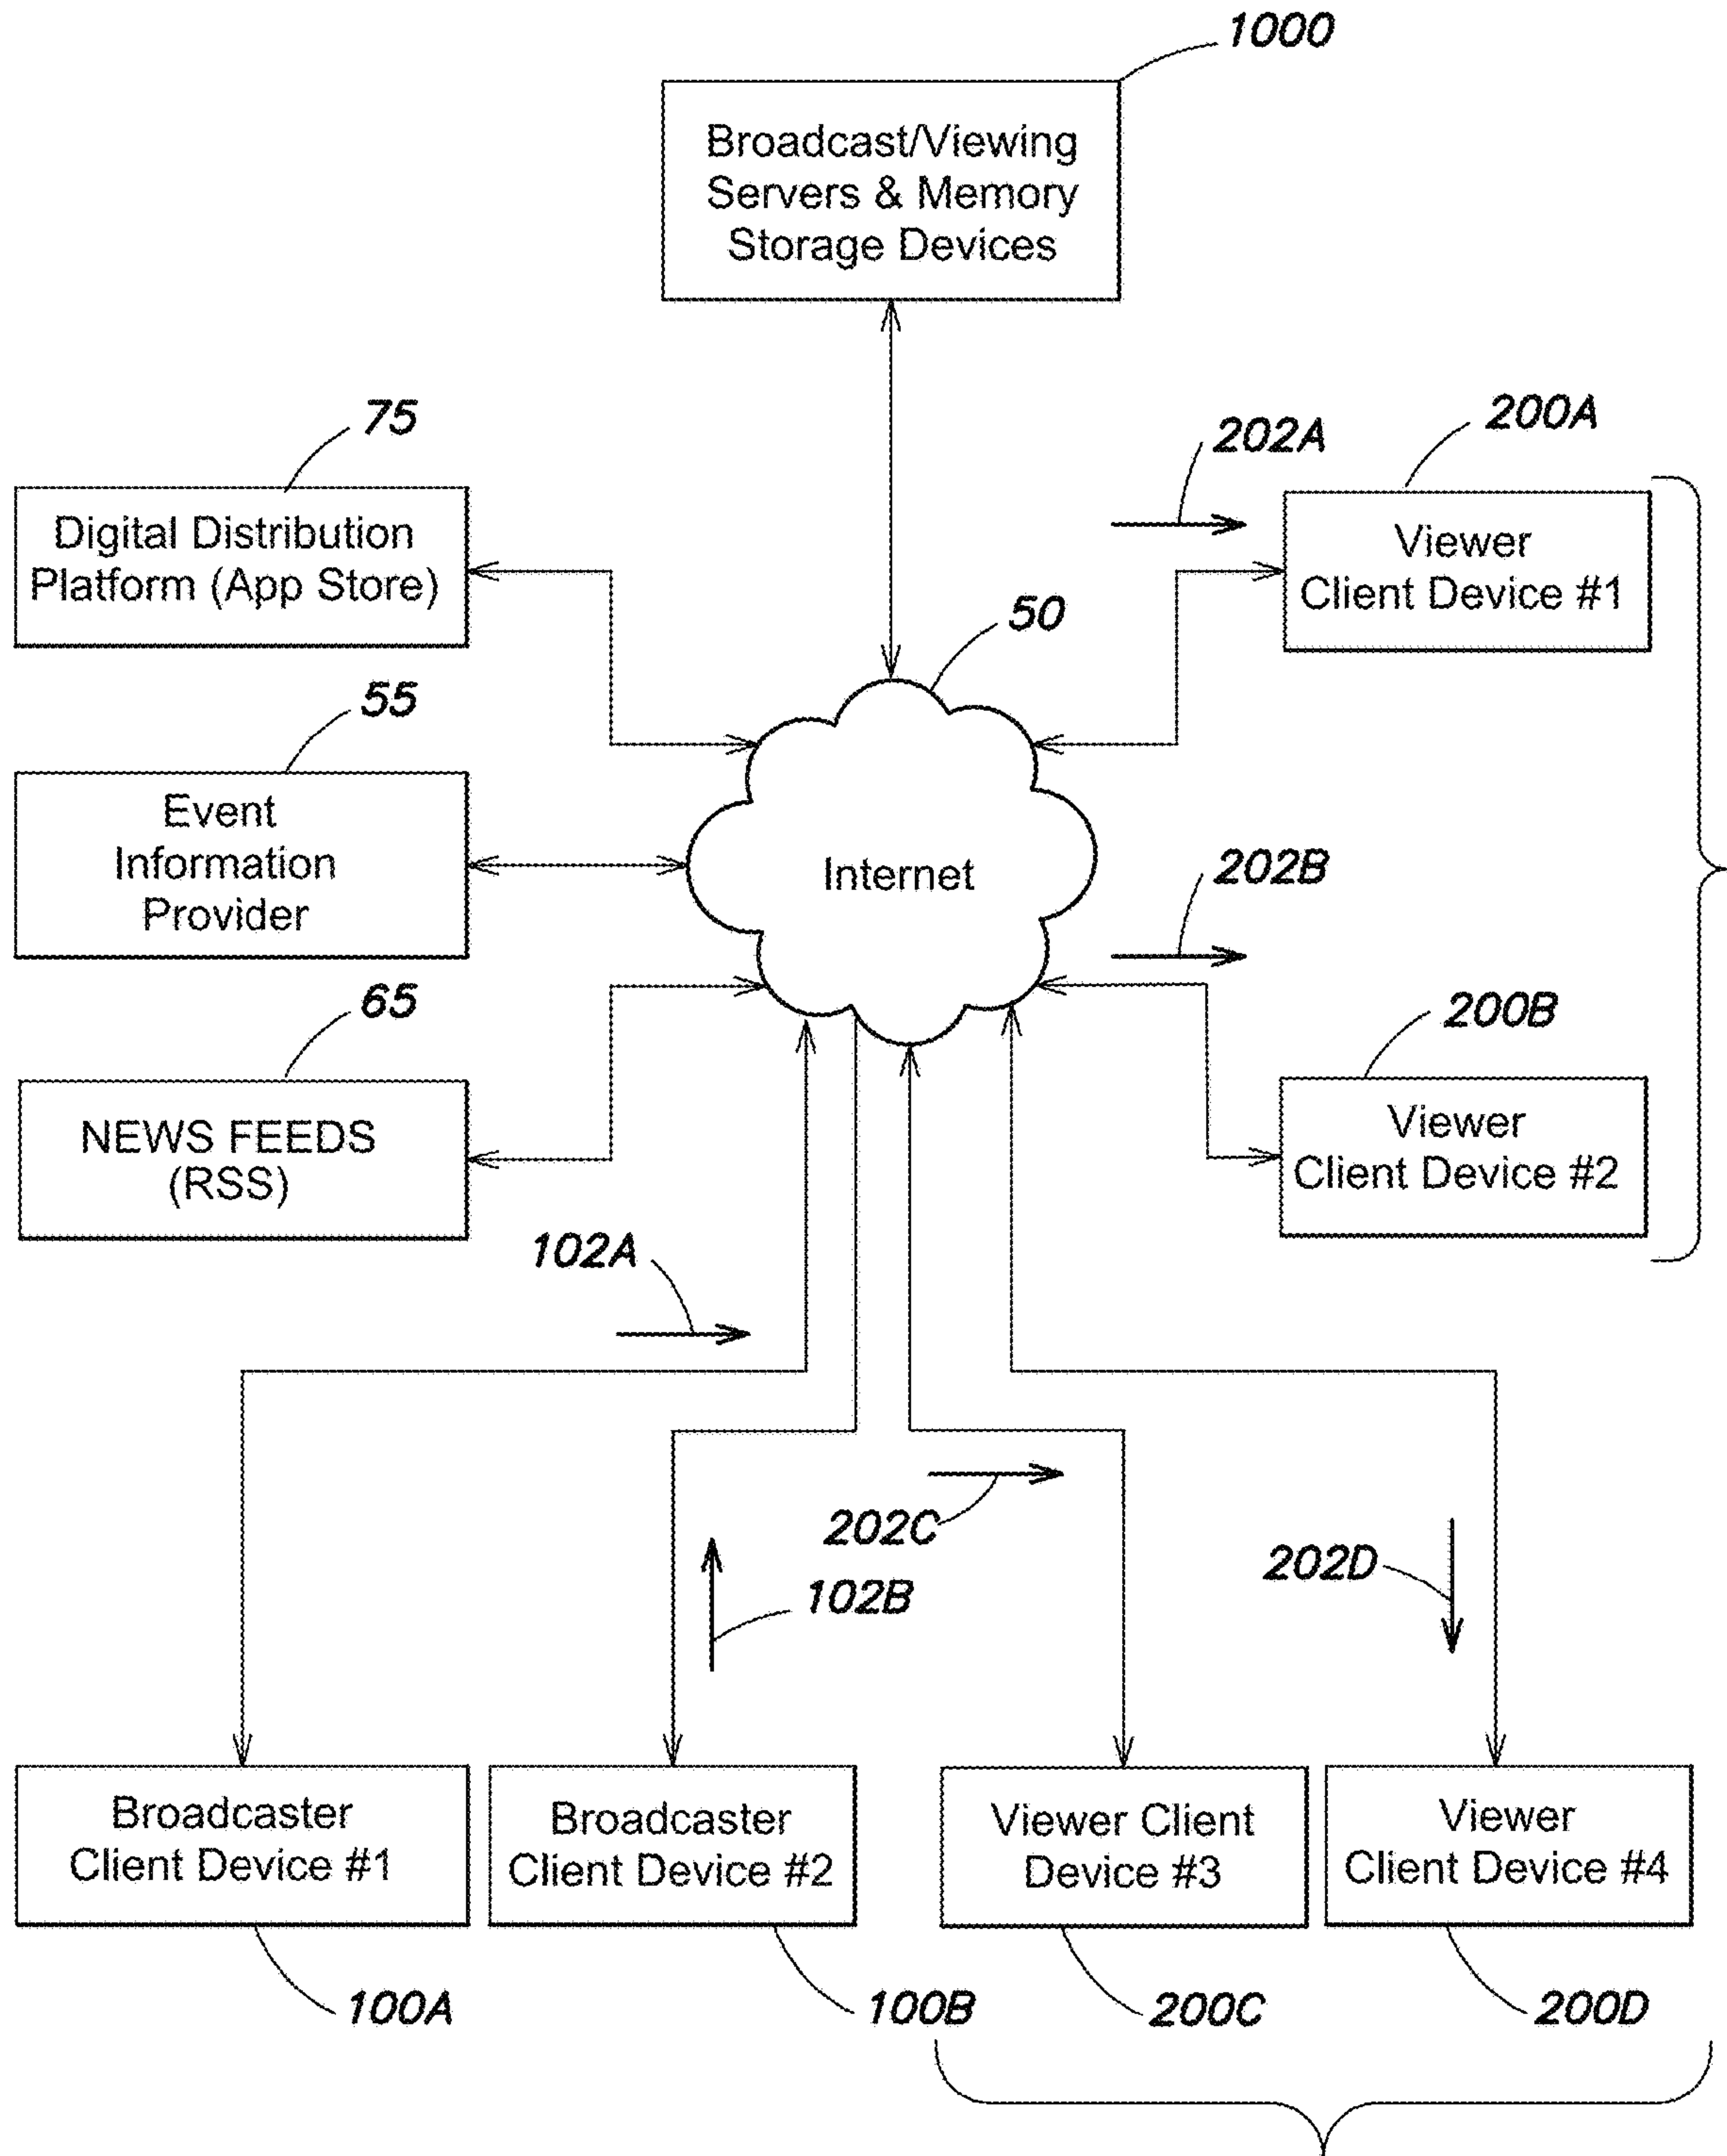 1000
Broadcast/Viewing
Servers & Memory
Storage Devices
75
Digital Distribution
Platform (App Store)
202A
200A
Viewer
Client Device #1
50
55
Event
Information
Provider
Internet
202B
65
NEWS FEEDS
(RSS)
200B
Viewer
Client Device #2
102A
202C
102B
202D
Broadcaster
Client Device #1
Broadcaster
Client Device #2
Viewer Client
Device #3
Viewer
Client Device #4
100A
100B
200C
200D